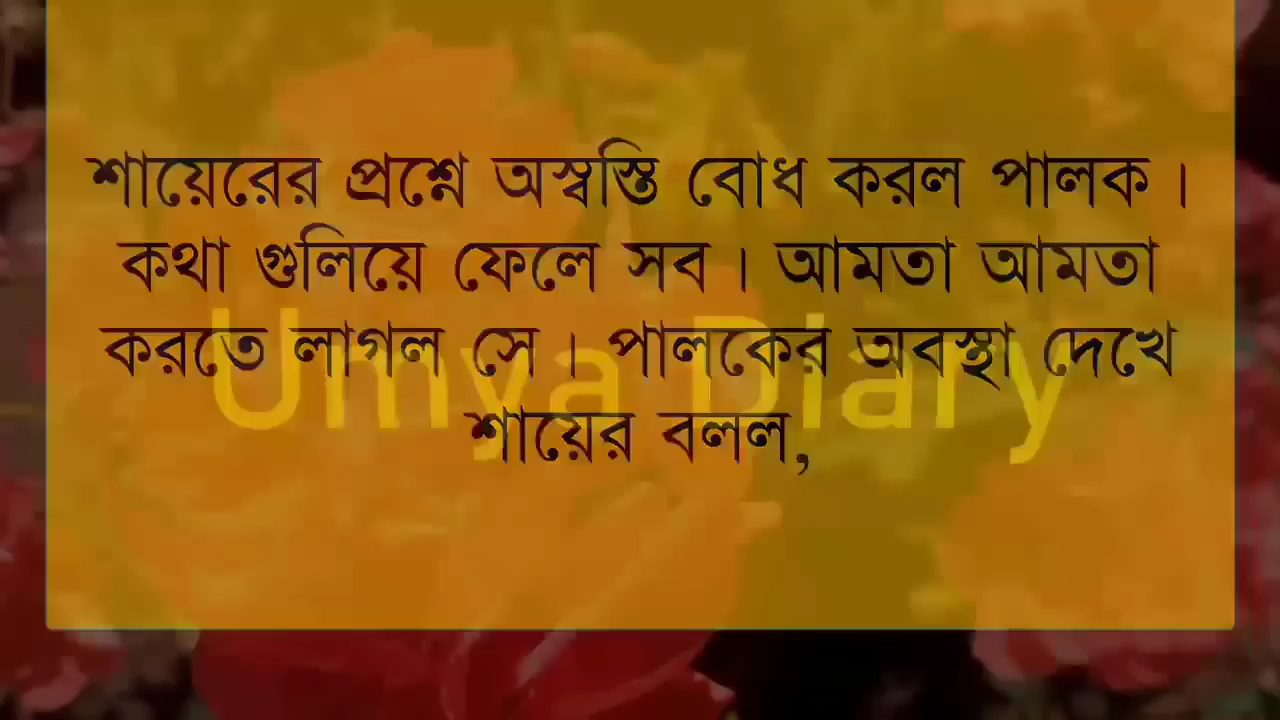 শায়েরের প্রশ্নে অস্বস্তি বোধ করল পালক।
কথা গুলিয়ে ফেলে সব। আমতা আমতা
করতে লাগল সে। পালকের অবস্থা দেখে
শায়ের বলল,
Umya Diary